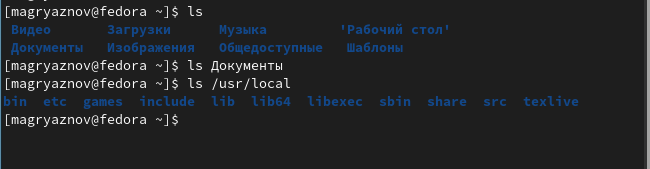 [magryaznov@fedora ~]$ ls
Видео Загрузки Музыка 'Рабочий стол'
Документы Изображения Общедоступные Шаблоны
[magryaznov@fedora ~]$ ls Документы
[magryaznov@fedora ~]$ ls /usr/local
bin etc games include lib lib64 libexec sbin share src texlive
[magryaznov@fedora ~]$